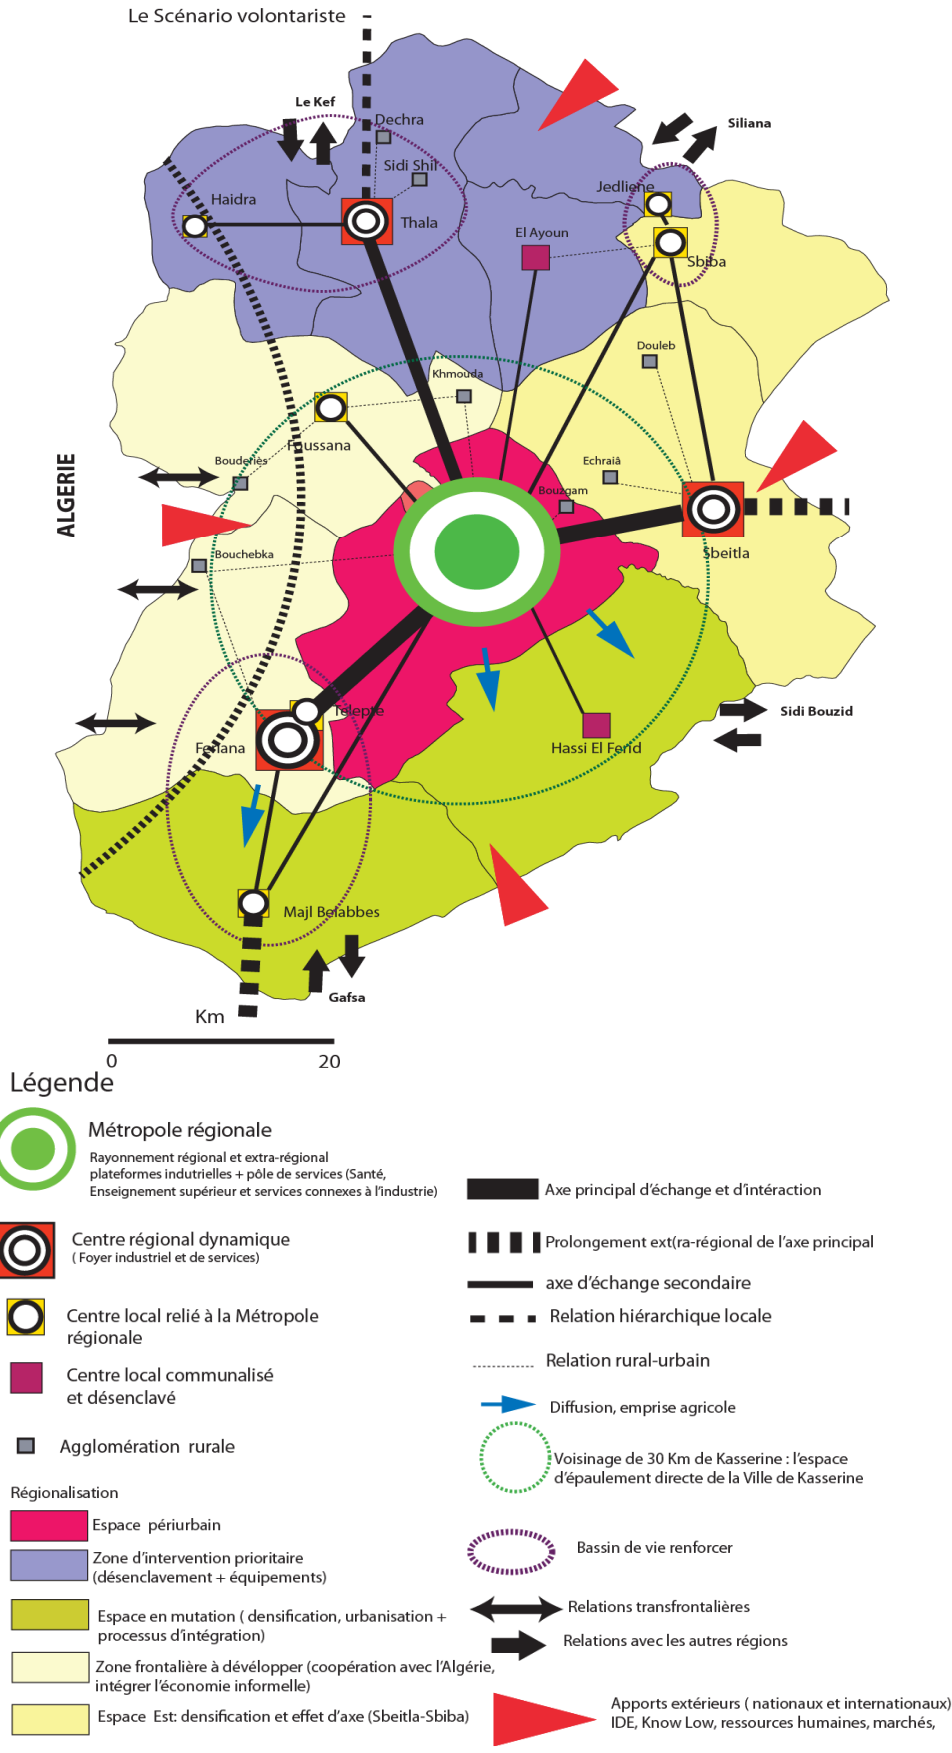 Le Scénario volontariste
Le Kef
Dechra
Siliana
Sidi Shil
Jedliene
Haidra
Thala
El Ayoun
Sbiba
Douleb
Khmouda
Foussana
ALGERIE
Bouderiès
Echraiâ
Bouzgam
Sbeitla
Bouchebka
Telepte
Sidi Bouzid
Feriana
Hassi El Ferid
Majl Belabbes
Gafsa
Km
0 20
Légende
Métropole régionale
Rayonnement régional et extra-régional
plateformes indutrielles + pôle de services (Santé,
Enseignement supérieur et services connexes à l'industrie)
Centre régional dynamique
( Foyer industriel et de services)
Centre local relié à la Métropole
régionale
Centre local communalisé
et désenclavé
Agglomération rurale
Régionalisation
Espace périurbain
Zone d'intervention prioritaire
(désenclavement + équipements)
Espace en mutation ( densification, urbanisation +
processus d'intégration)
Zone frontalière à dévélopper (coopération avec l'Algérie,
intégrer l'économie informelle)
Espace Est: densification et effet d'axe (Sbeitla-Sbiba)
Axe principal d'échange et d'intéraction
Prolongement ext(ra-régional de l'axe principal
axe d'échange secondaire
Relation hiérarchique locale
Relation rural-urbain
Diffusion, emprise agricole
Voisinage de 30 Km de Kasserine : l'espace
d'épaulement directe de la Ville de Kasserine
Bassin de vie renforcer
Relations transfrontalières
Relations avec les autres régions
Apports extérieurs ( nationaux et internationaux)
IDE, Know Low, ressources humaines, marchés,